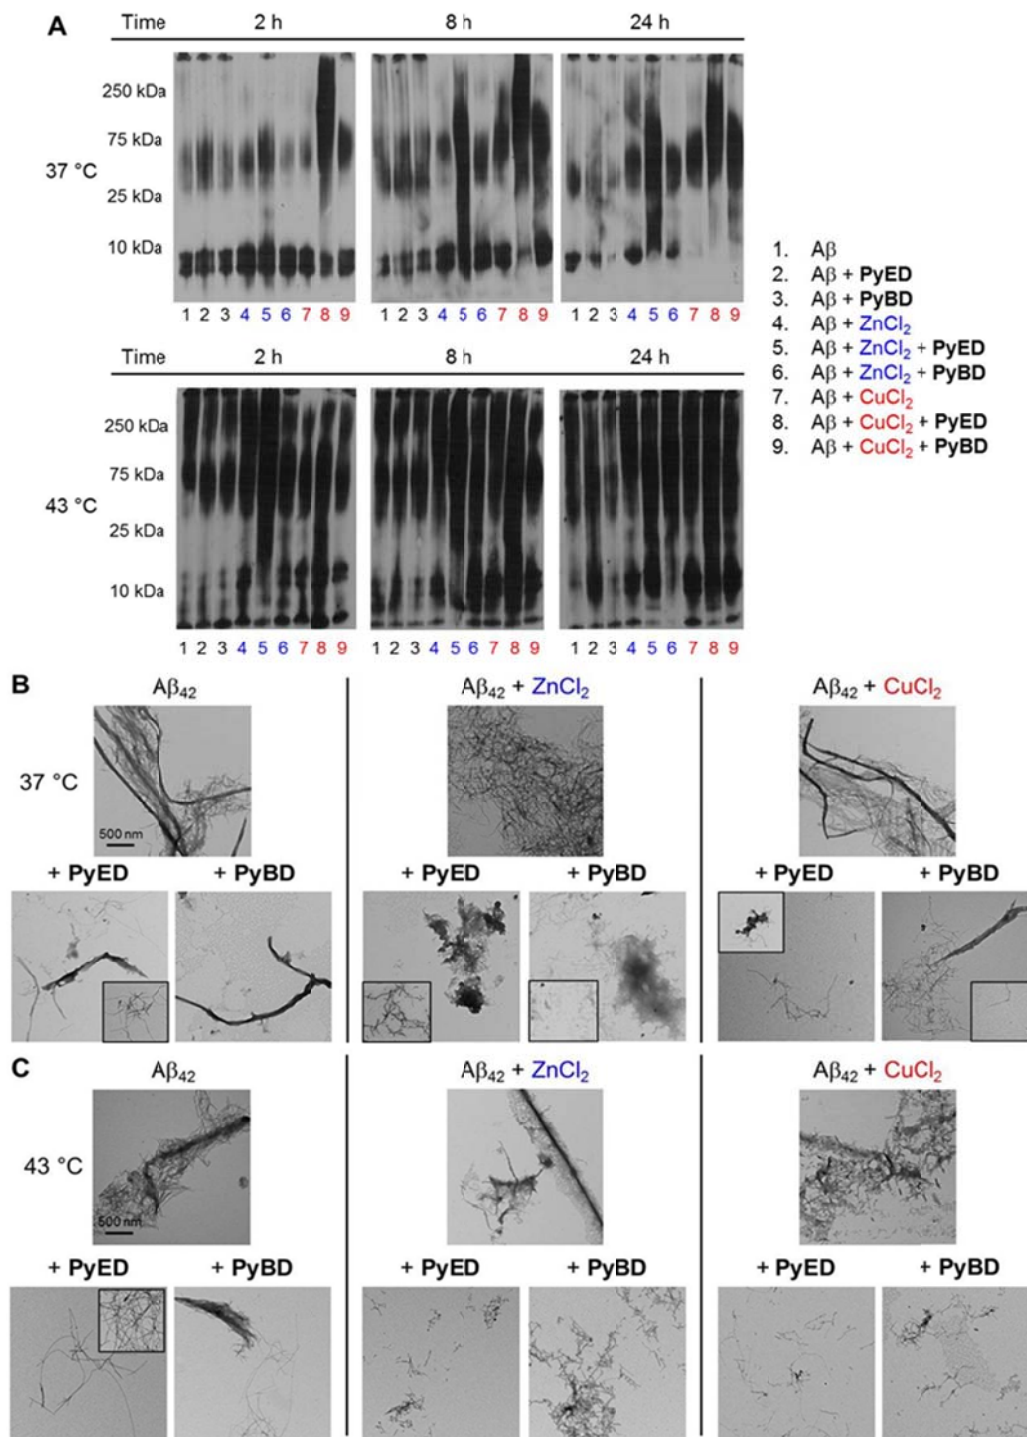 A
Time 2 h 8 h 24 h
250 kDa
75 kDa
37 °C
25 kDa
10 kDa
1 2 3 4 5 6 7 8 9 1 2 3 4 5 6 7 8 9 1 2 3 4 5 6 7 8 9
1. Aβ
2. Aβ + PyED
3. Aβ + PyBD
4. Aβ + ZnCl₂
5. Aβ + ZnCl₂ + PyED
6. Aβ + ZnCl₂ + PyBD
7. Aβ + CuCl₂
8. Aβ + CuCl₂ + PyED
9. Aβ + CuCl₂ + PyBD
Time 2 h 8 h 24 h
250 kDa
75 kDa
43 °C
25 kDa
10 kDa
1 2 3 4 5 6 7 8 9 1 2 3 4 5 6 7 8 9 1 2 3 4 5 6 7 8 9
B
Aβ₄₂ Aβ₄₂ + ZnCl₂ Aβ₄₂ + CuCl₂
37 °C
500 nm
+ PyED + PyBD + PyED + PyBD + PyED + PyBD
C
Aβ₄₂ Aβ₄₂ + ZnCl₂ Aβ₄₂ + CuCl₂
43 °C
500 nm
+ PyED + PyBD + PyED + PyBD + PyED + PyBD